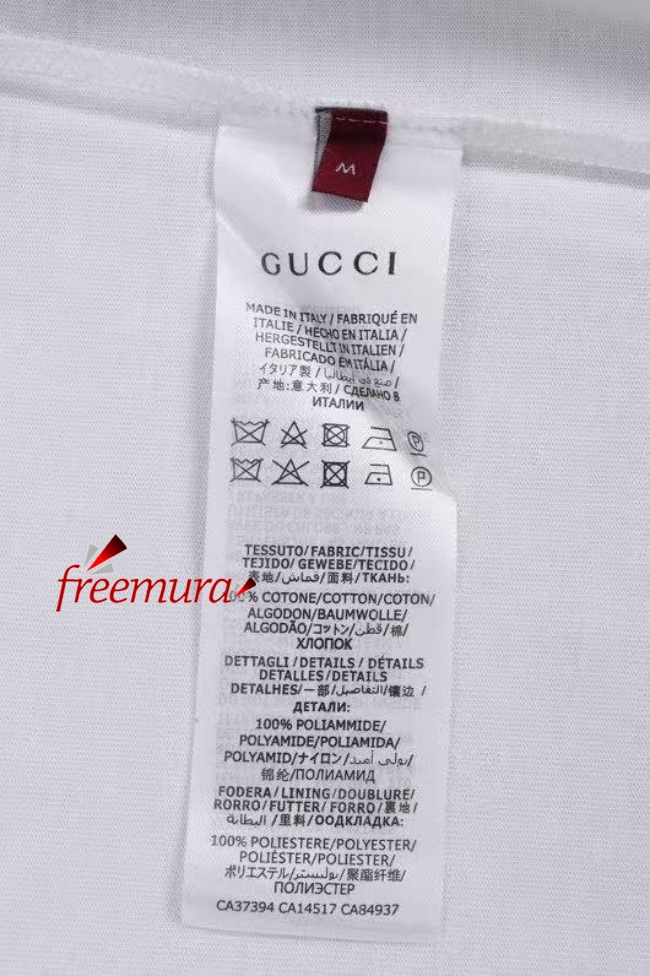 M
GUCCI
MADE IN ITALY / FABRIQUÉ EN
ITALIE / HECHO EN ITALIA /
HERGESTELLT IN ITALIEN /
FABRICADO EM ITÁLIA /
イタリア製 / صنع في إيطاليا /
产地:意大利 / СДЕЛАНО В
ИТАЛИИ
P
P
TESSUTO/FABRIC/TISSU/
TEJIDO/GEWEBE/TECIDO/
表地/قماش/面料/ТКАНЬ:
freemura
% COTONE/COTTON/COTON/
ALGODON/BAUMWOLLE/
ALGODÃO/コットン/قطن/棉/
ХЛОПОК
DETTAGLI/DETAILS/DÉTAILS
DETALLES/DETAILS
DETALHES/一部/التفاصيل/镶边 /
ДЕТАЛИ:
100% POLIAMMIDE/
POLYAMIDE/POLIAMIDA/
POLYAMID/ナイロン/بولي أميد/
锦纶/ПОЛИАМИД
FODERA/LINING/DOUBLURE/
RORRO/FUTTER/FORRO/裏地/
البطانة /里料/ООДКЛАДКА:
100% POLIESTERE/POLYESTER/
POLIÉSTER/POLIESTER/
ポリエステル/بوليستر/聚酯纤维/
ПОЛИЭСТЕР
CA37394 CA14517 CA84937